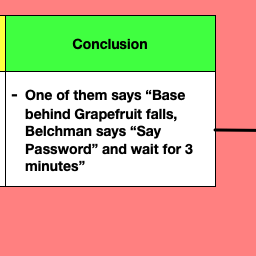 Conclusion
- One of them says “Base
behind Grapefruit falls,
Belchman says “Say
Password” and wait for 3
minutes”